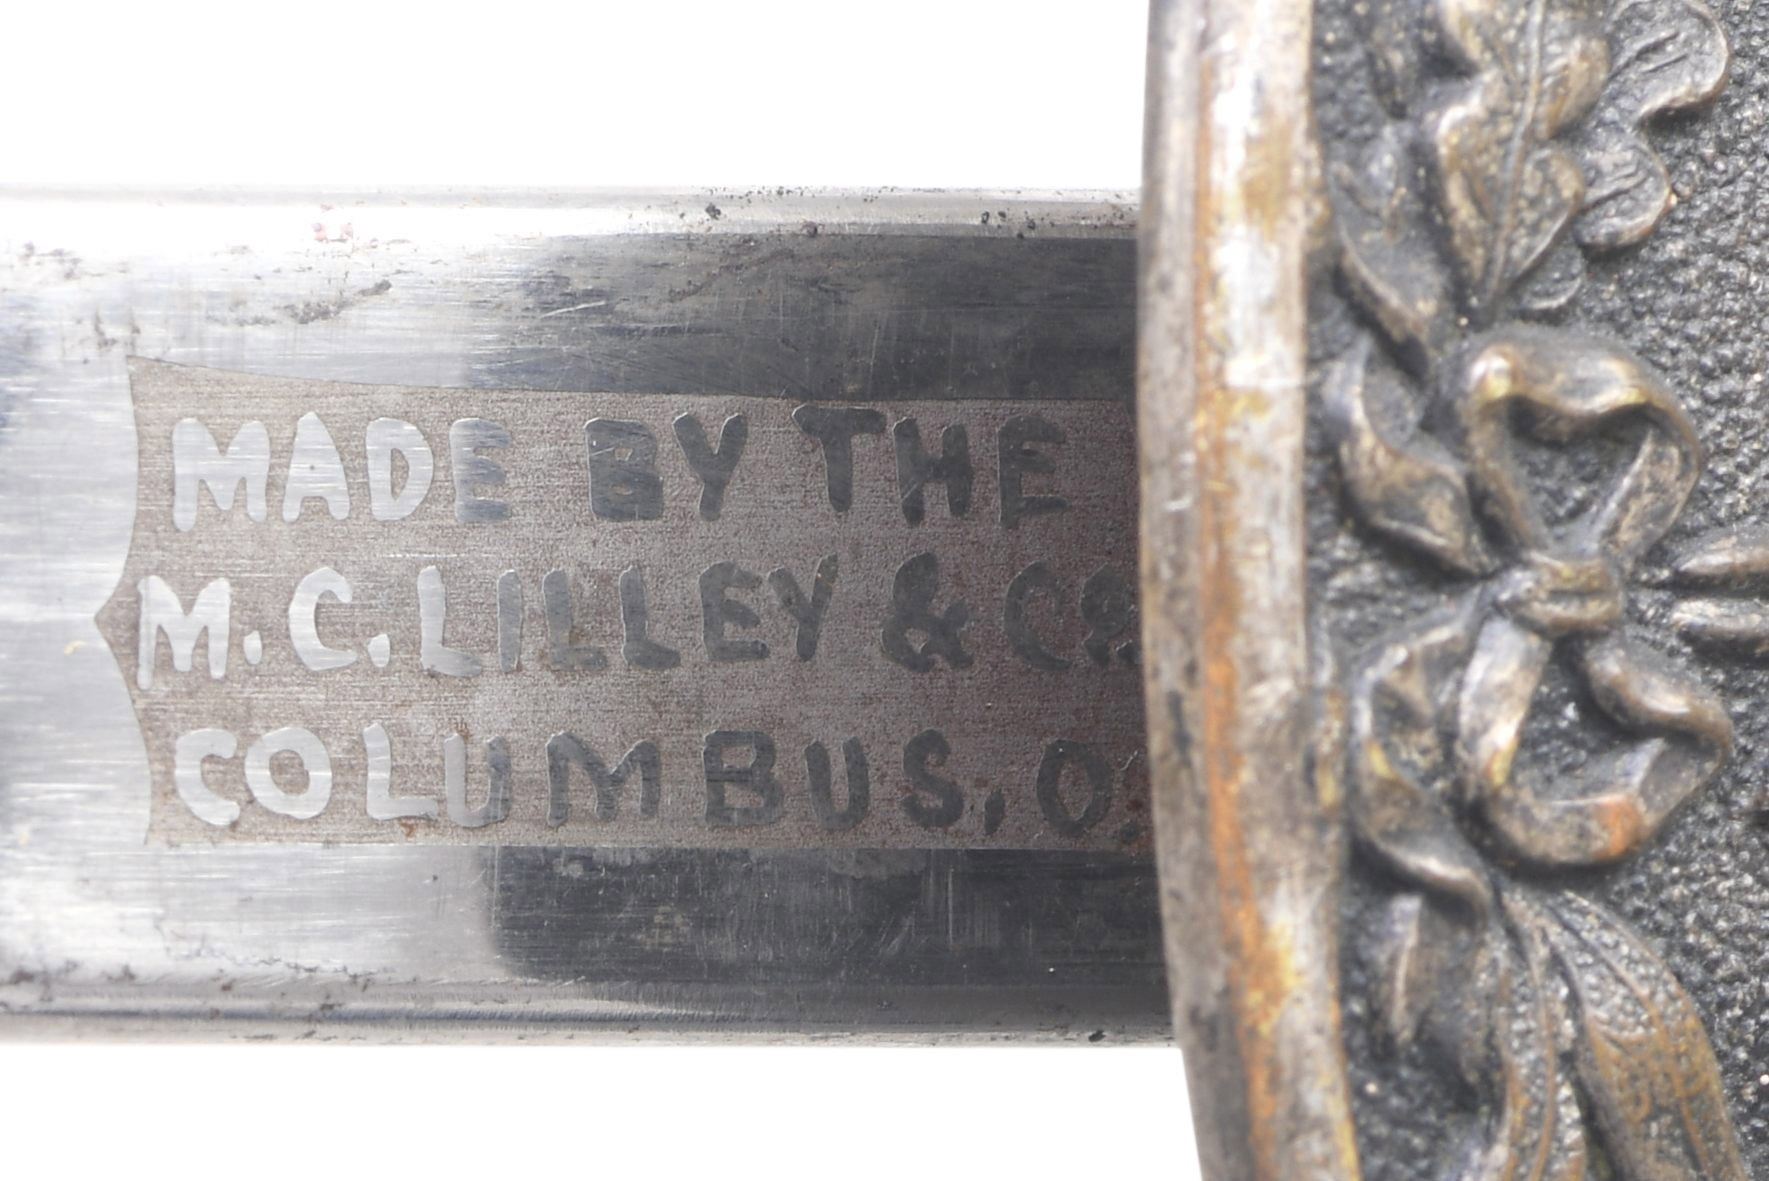 MADE BY THE
M.C. LILLEY & CO.
COLUMBUS, O.